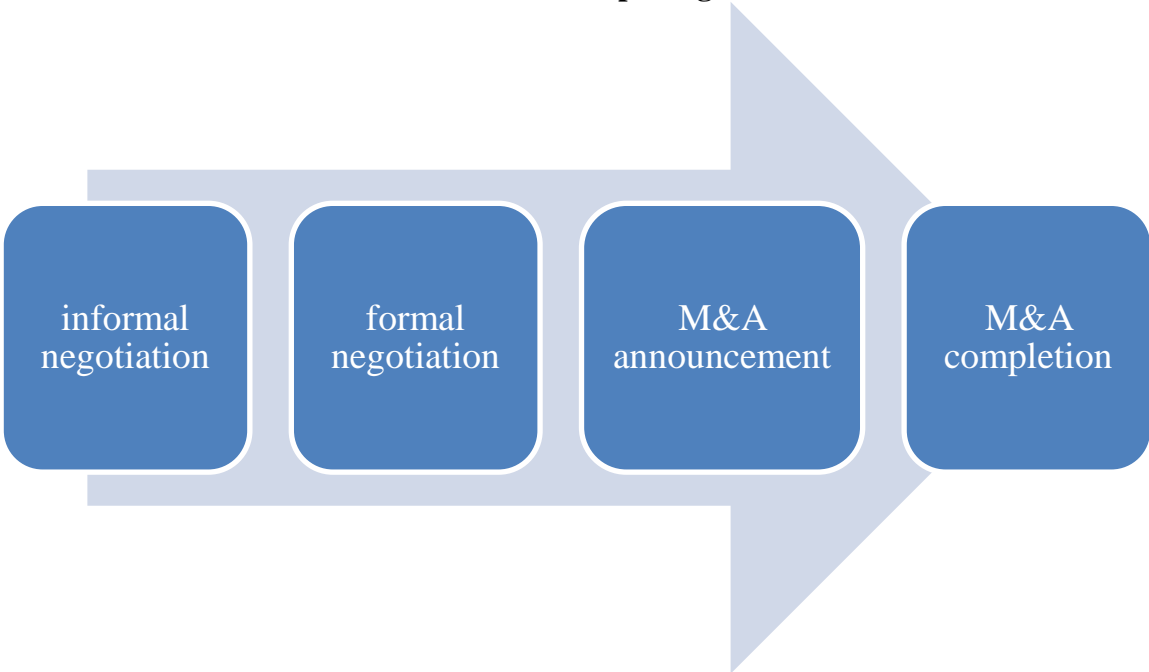 informal
negotiation
formal
negotiation
M&A
announcement
M&A
completion